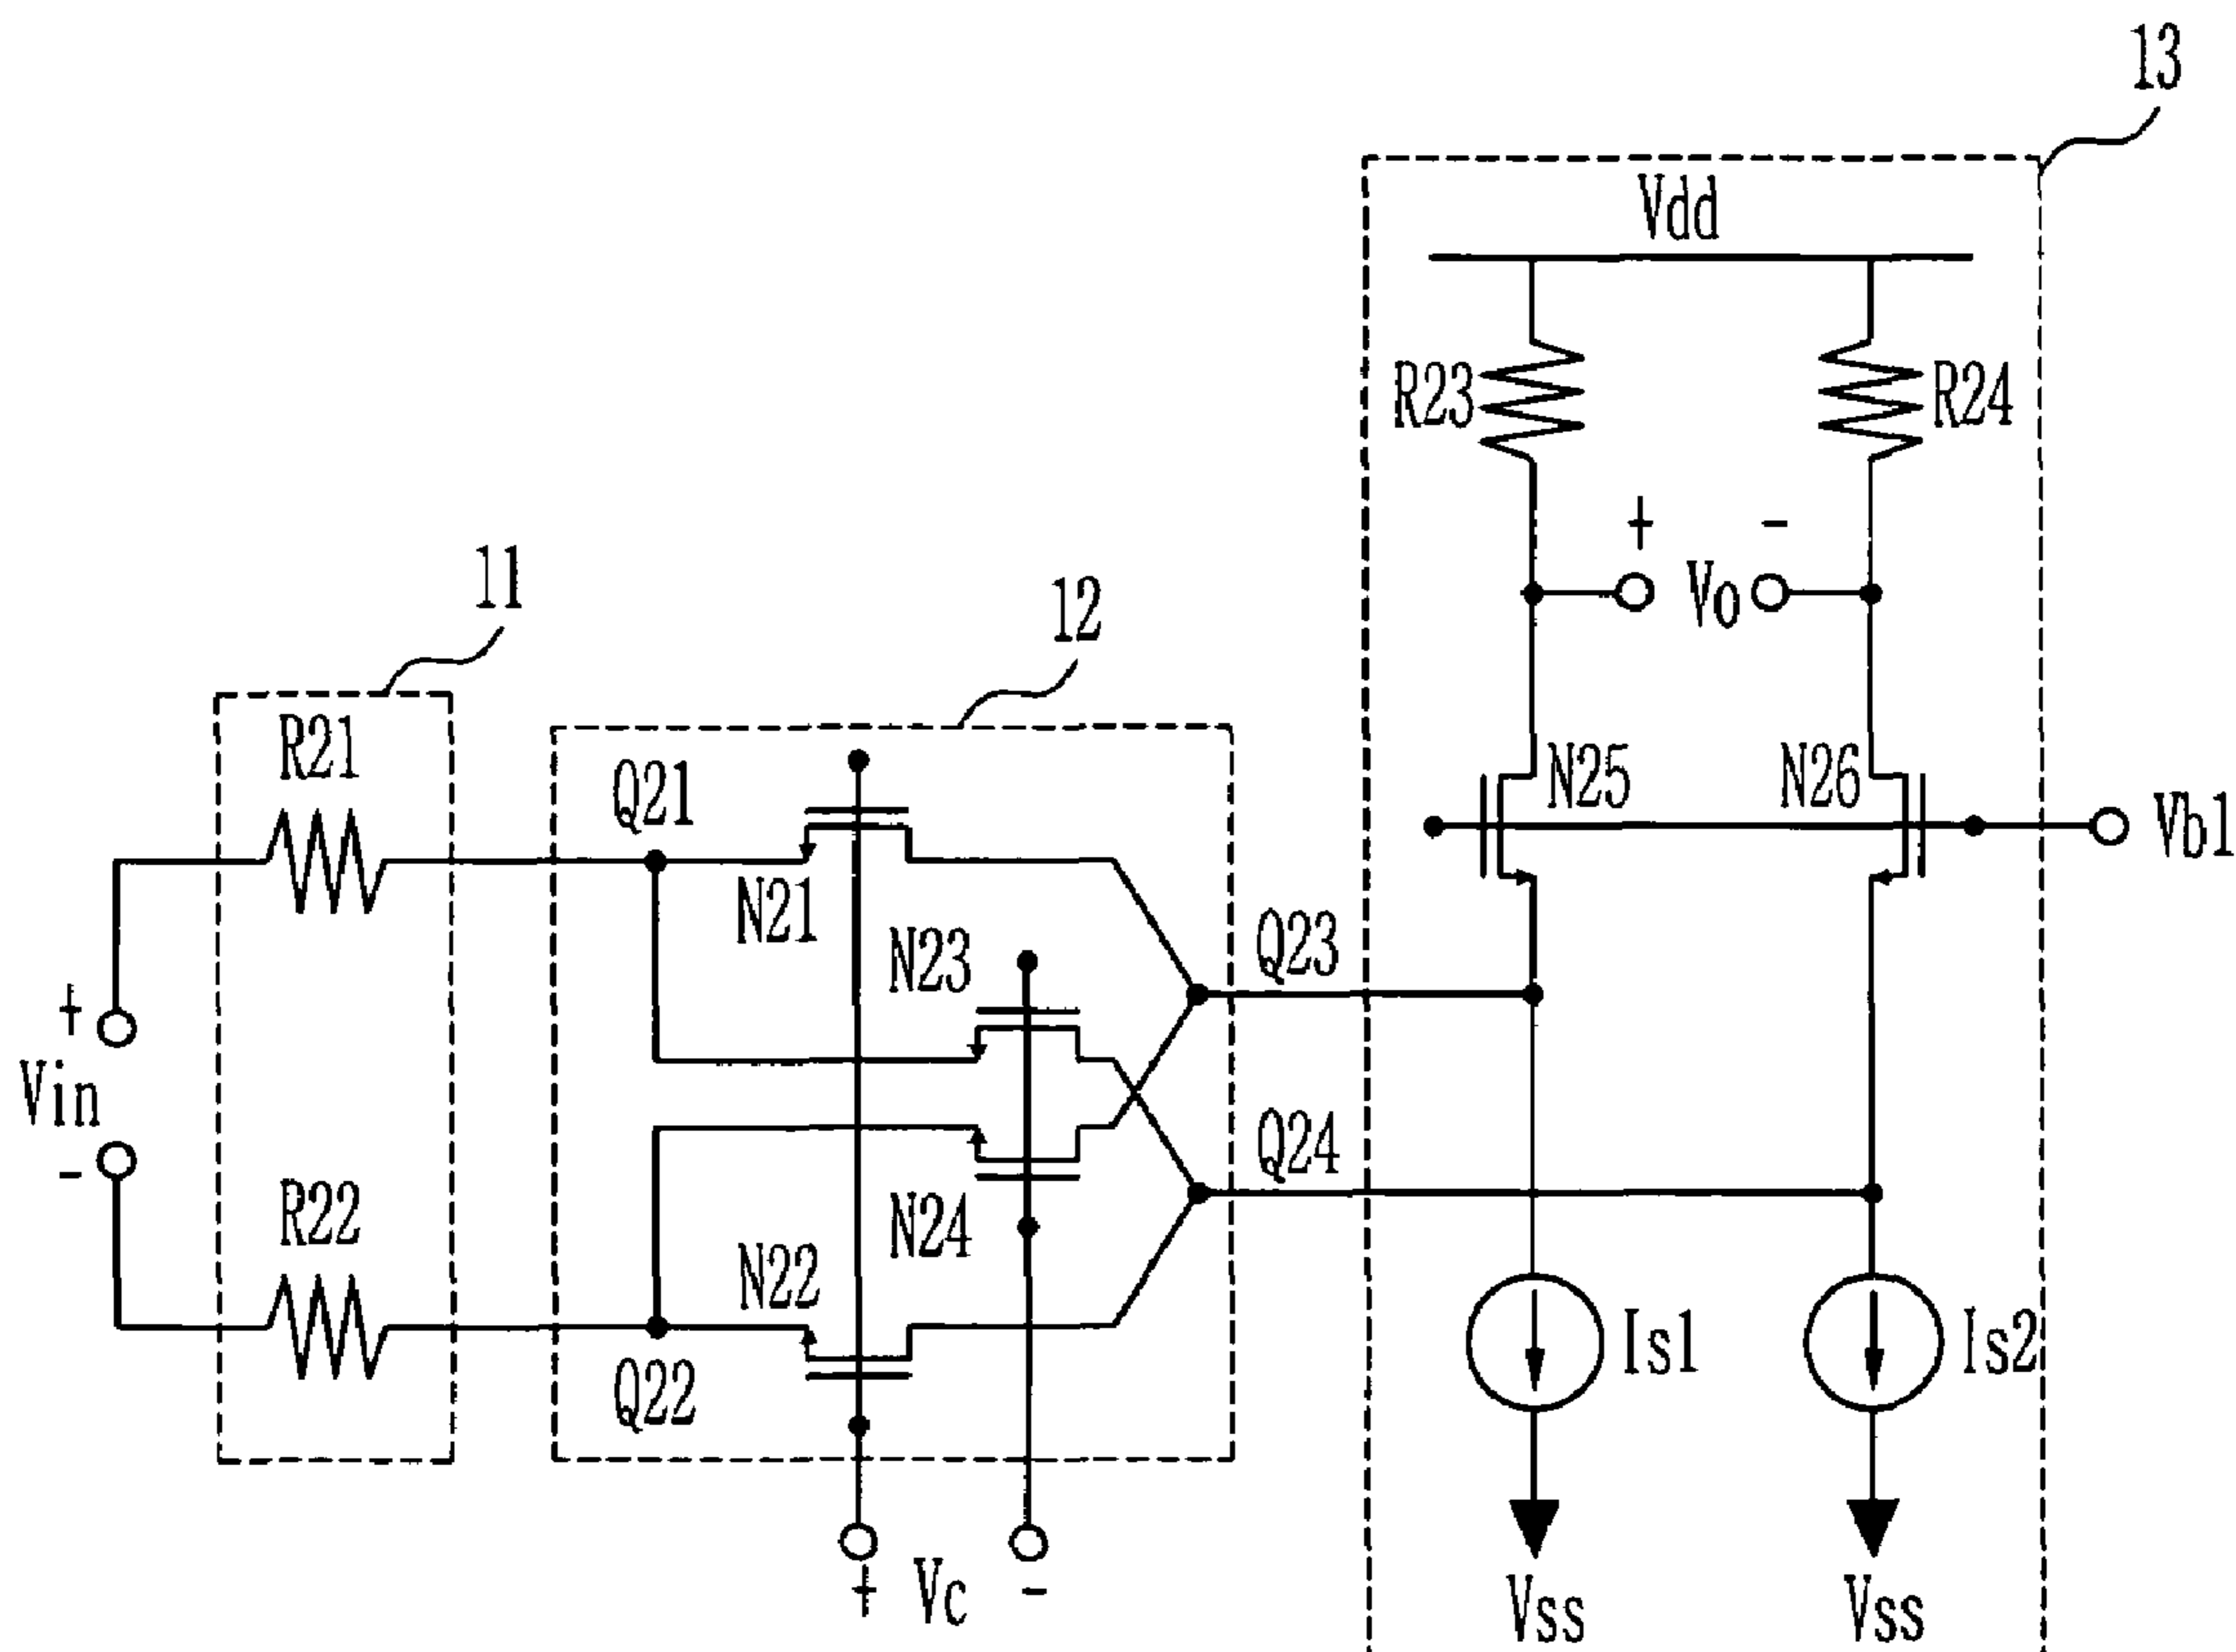 13
Vdd
R23
R24
+
-
Vo
11
12
R21
Q21
N25
N26
Vb1
N21
N23
Q23
+
Vin
-
Q24
R22
N24
N22
Q22
Is1
Is2
+
Vc
-
Vss
Vss